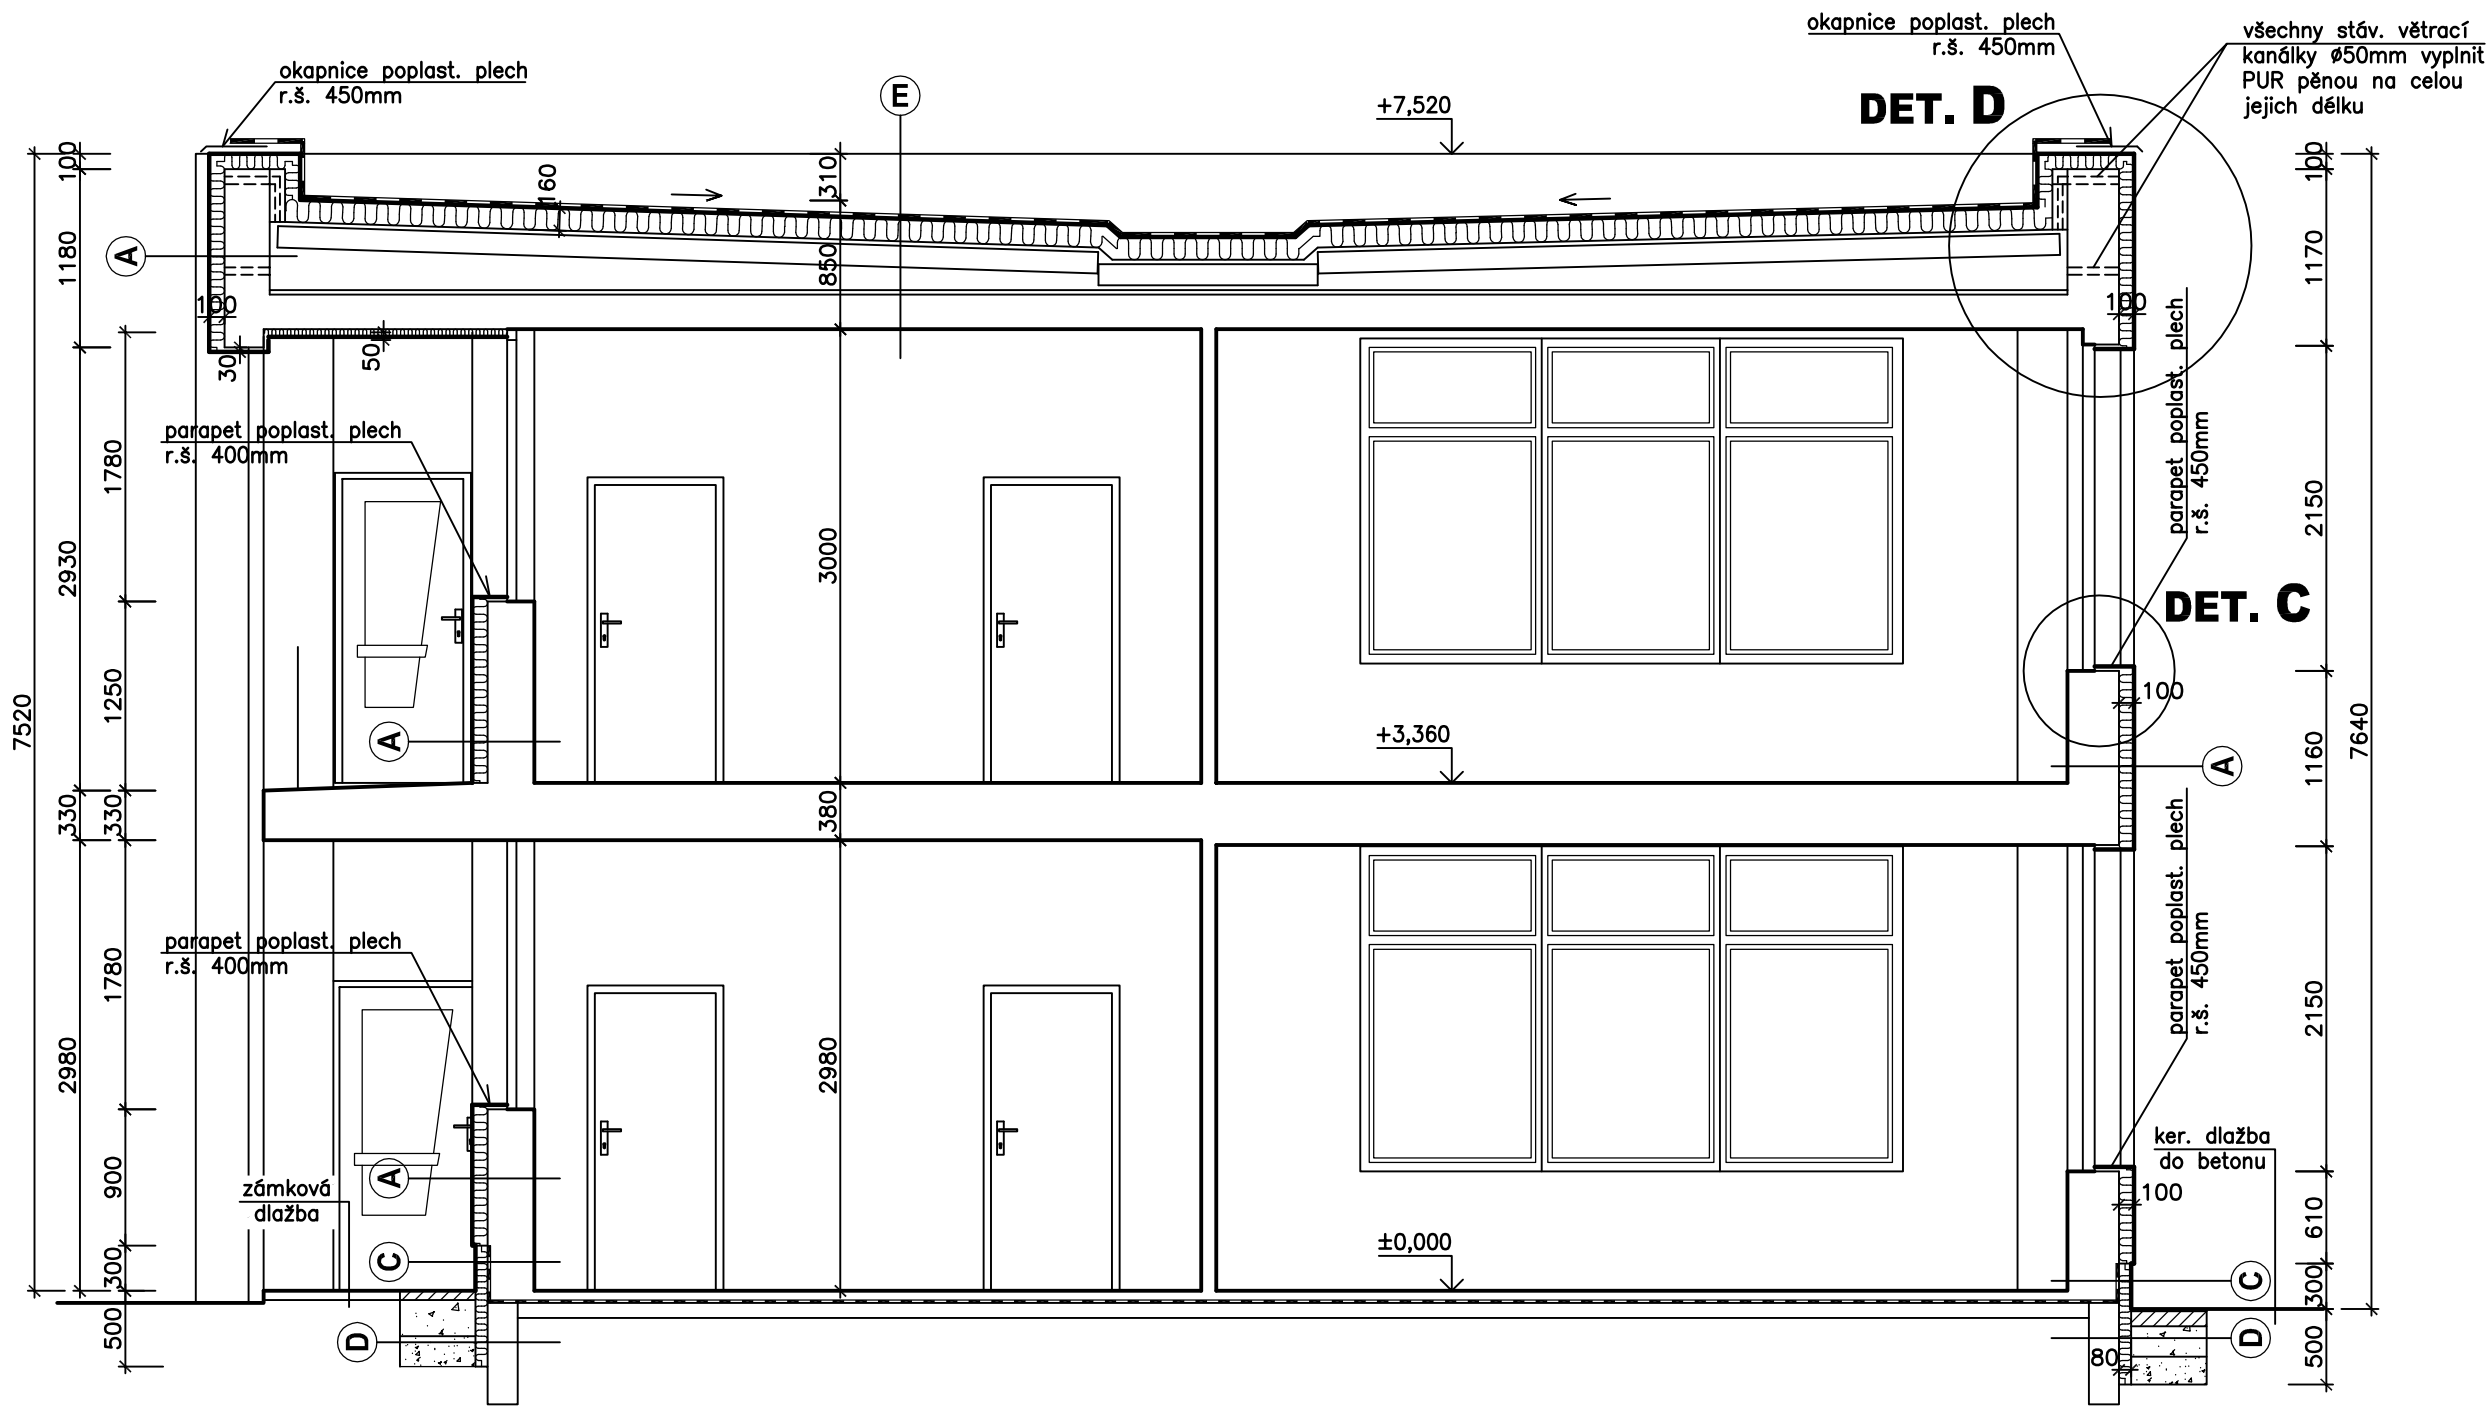 okapnice poplast. plech
r.š. 450mm
E
+7,520
okapnice poplast. plech
r.š. 450mm
DET. D
všechny stáv. větrací
kanálky ø50mm vyplnit
PUR pěnou na celou
jejich délku
100
1180
A
100
30
50
160
310
850
100
1170
100
parapet poplast. plech
r.š. 450mm
parapet poplast. plech
r.š. 400mm
1780
2930
3000
2150
DET. C
7520
1250
A
100
+3,360
1160
7640
A
330
330
380
parapet poplast. plech
r.š. 450mm
parapet poplast. plech
r.š. 400mm
1780
2980
2980
2150
ker. dlažba
do betonu
900
zámková
dlažba
A
100
610
±0,000
300
C
C
300
500
D
80
D
500